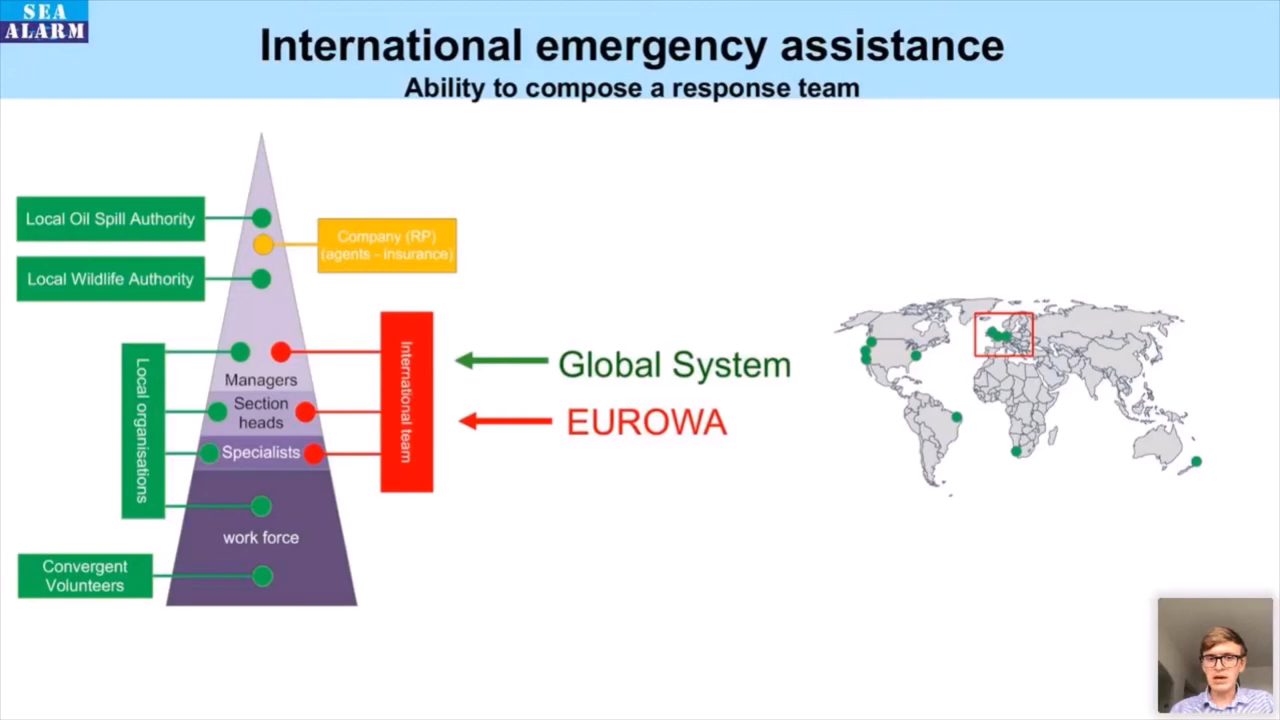 SEA
ALARM
International emergency assistance
Ability to compose a response team
Local Oil Spill Authority
Company (RP)
(agents - insurance)
Local Wildlife Authority
Local organisations
International team
Managers
Section
heads
Specialists
work force
Convergent
Volunteers
Global System
EUROWA